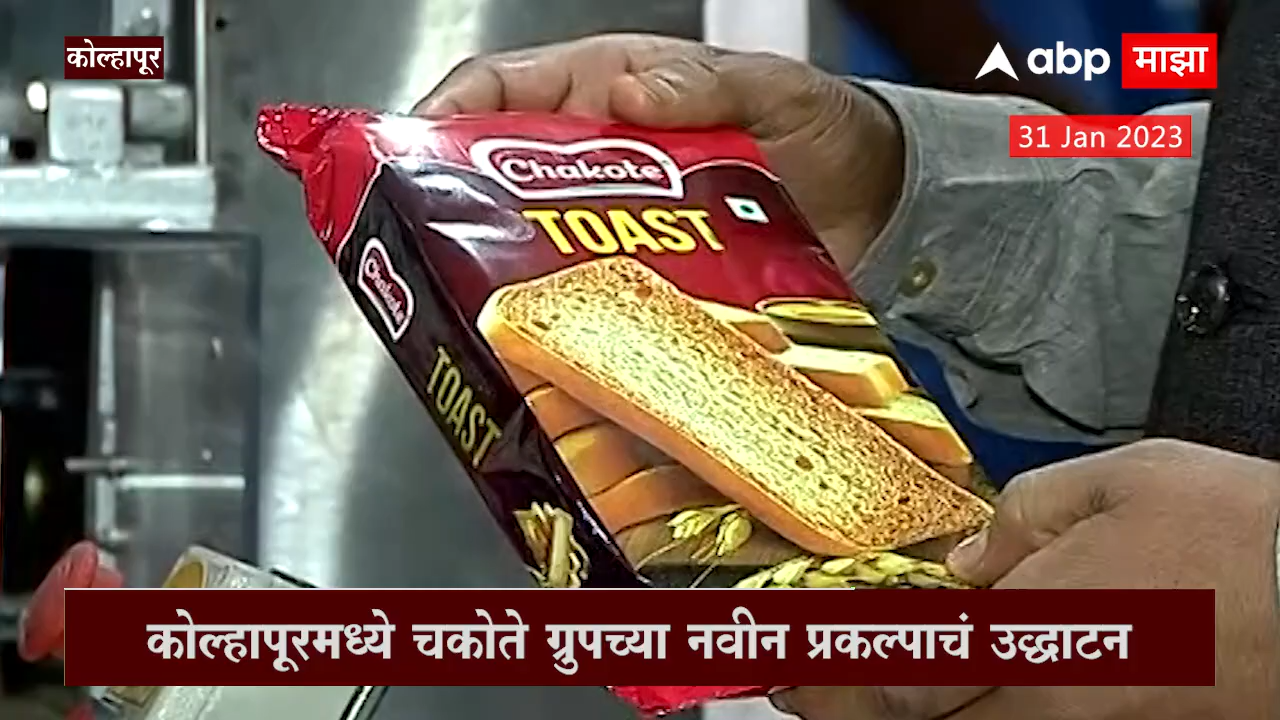 कोल्हापूर
abp माझा
31 Jan 2023
Chakote
TOAST
Chakote
TOAST
कोल्हापूरमध्ये चकोते ग्रुपच्या नवीन प्रकल्पाचं उद्घाटन